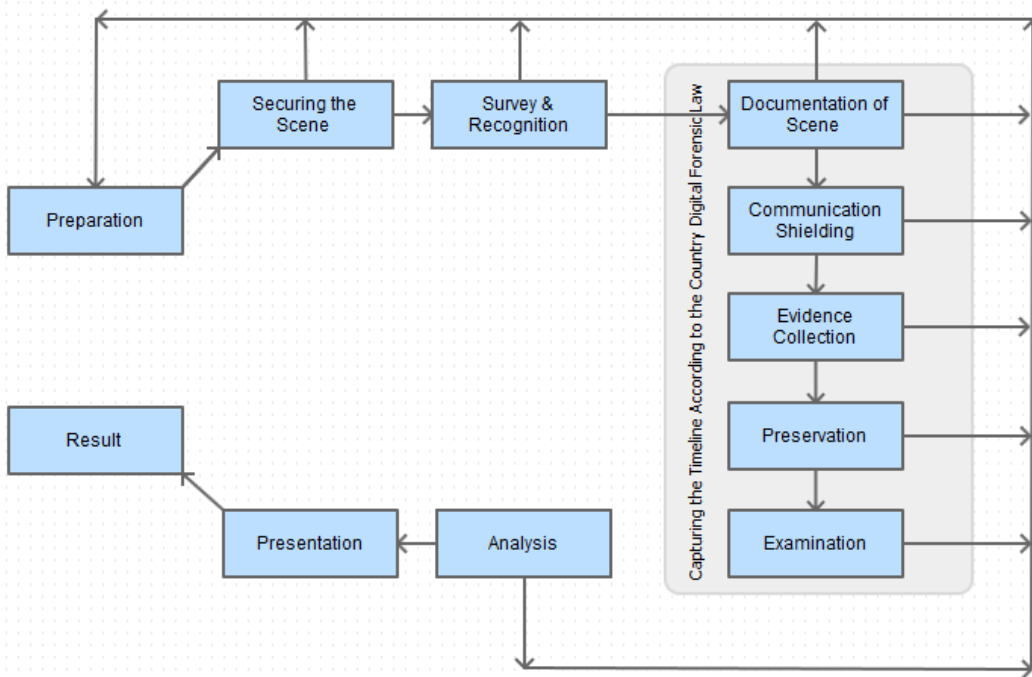 Securing the
Scene
Survey &
Recognition
Documentation of
Scene
Preparation
Communication
Shielding
Evidence
Collection
Result
Preservation
Presentation
Analysis
Examination
Capturing the Timeline According to the Country Digital Forensic Law